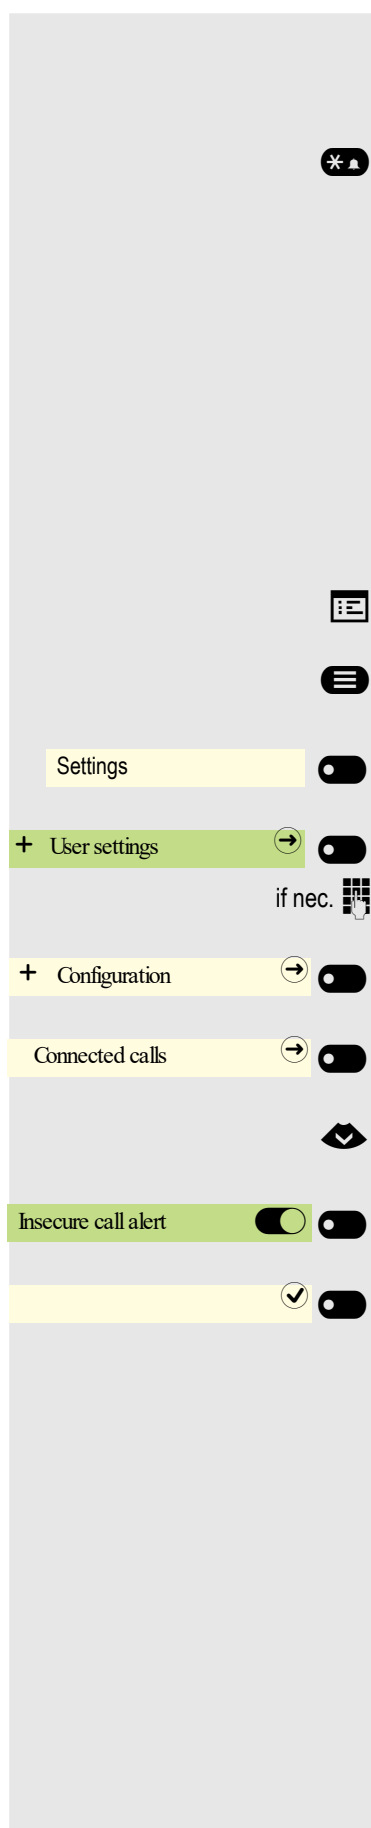 Settings
+ User settings
if nec.
+ Configuration
Connected calls
Insecure call alert